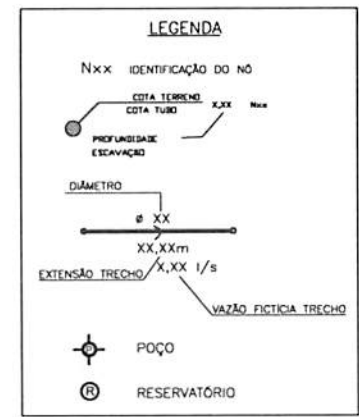 LEGENDA
Nxx IDENTIFICAÇÃO DO NÓ
COTA TERRENO
COTA TUBO
X,XX Nxx
PROFUNDIDADE
ESCAVAÇÃO
DIÂMETRO
ø XX
XX,XXm
EXTENSÃO TRECHO
X,XX l/s
VAZÃO FICTÍCIA TRECHO
P POÇO
R RESERVATÓRIO